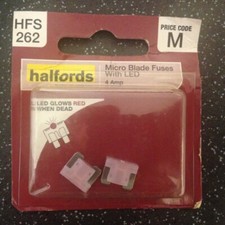 HFS
262
PRICE CODE
M
halfords
Micro Blade Fuses
With LED
4 Amp
LED GLOWS RED
WHEN DEAD